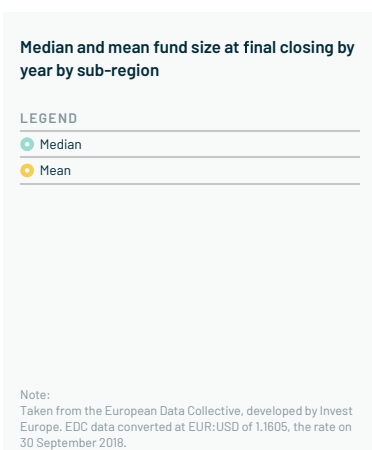 Median and mean fund size at final closing by
year by sub-region
LEGEND
Median
Mean
Note:
Taken from the European Data Collective, developed by Invest
Europe. EDC data converted at EUR:USD of 1.1605, the rate on
30 September 2018.